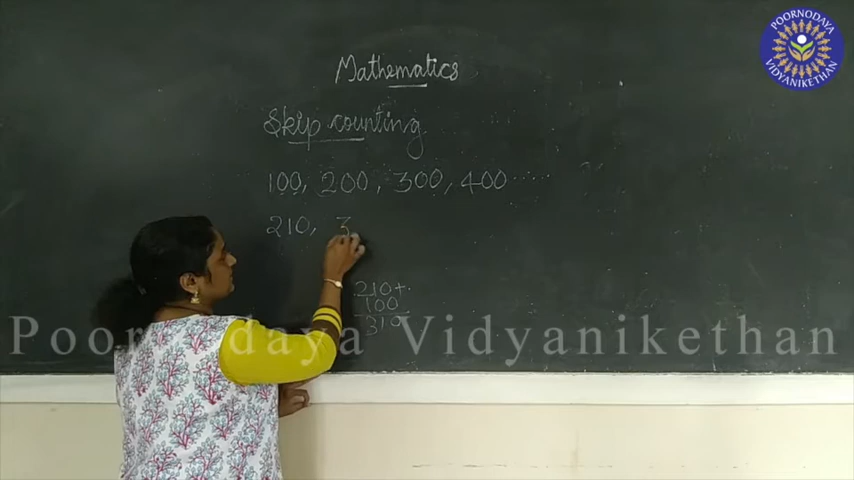 POORNODAYA
VIDYANIKETHAN
Mathematics
Skip counting
100, 200, 300, 400 .......
210, 3
210+
100
310
Poornodaya Vidyanikethan